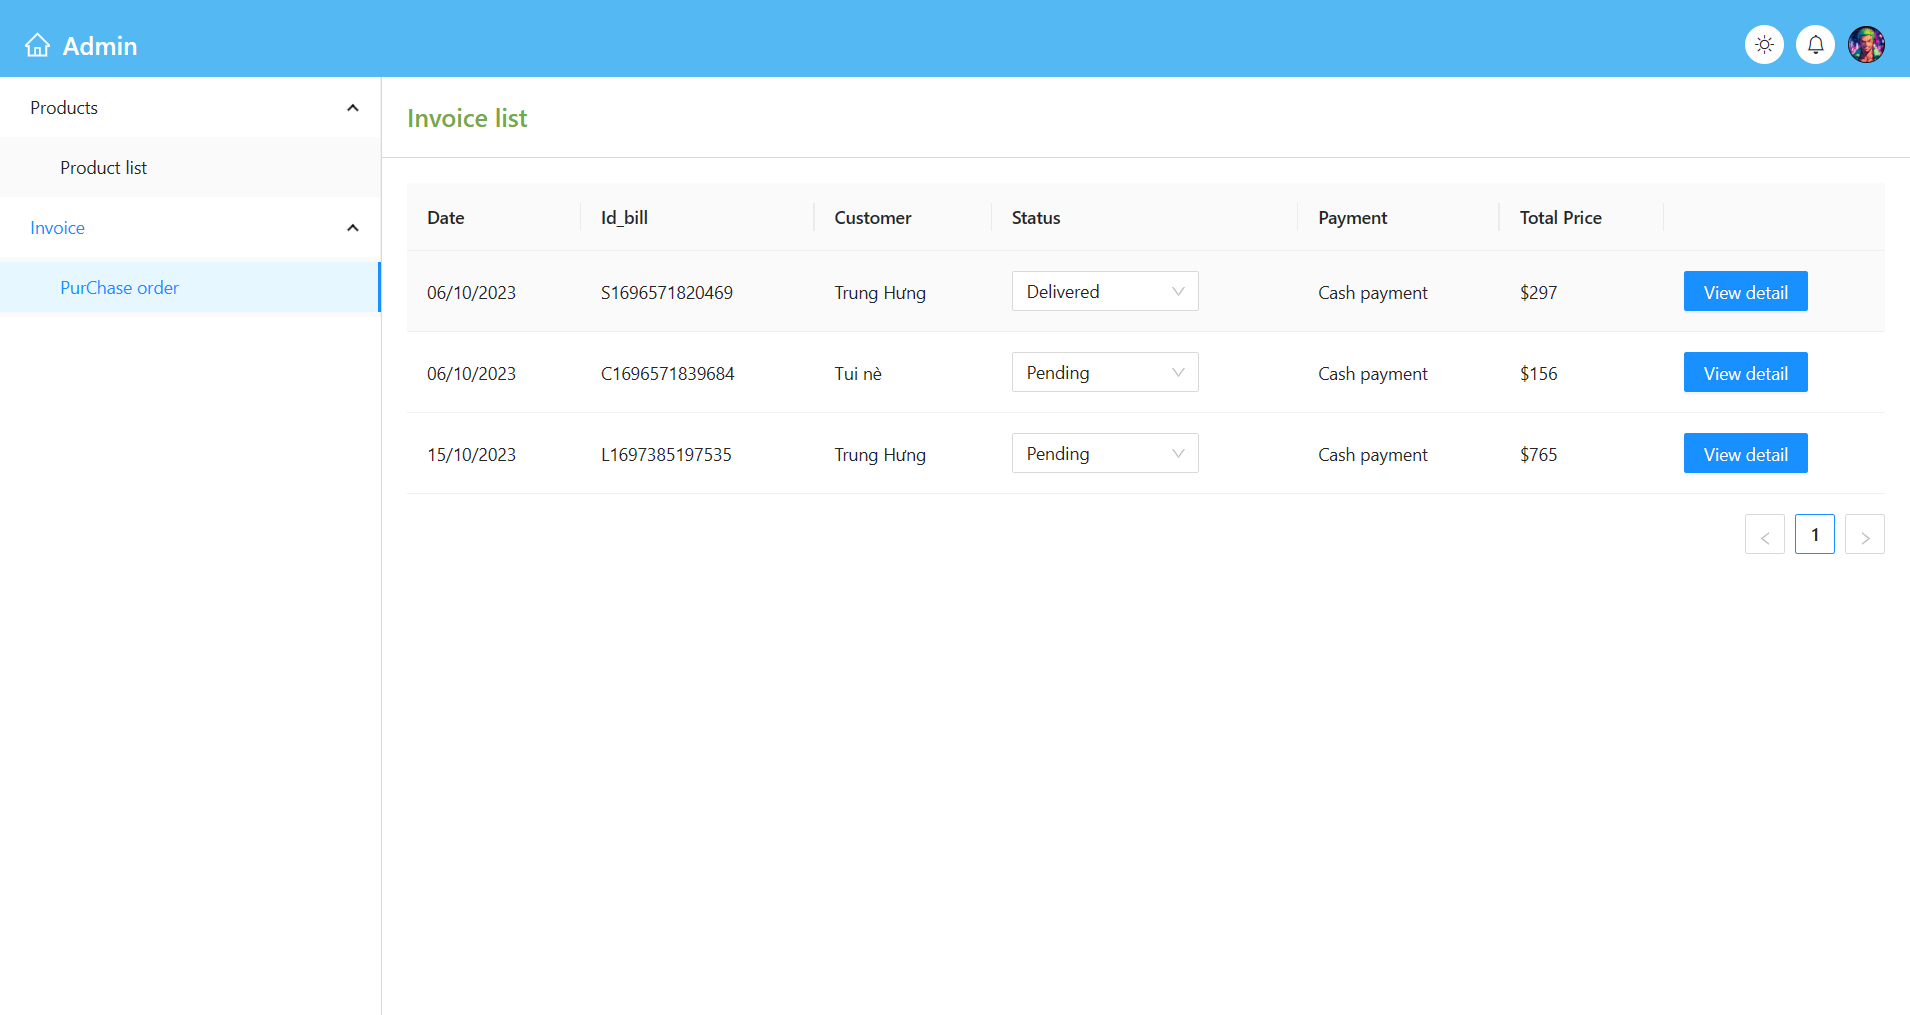 Admin
Products
Product list
Invoice
PurChase order
Invoice list
Date Id_bill Customer Status Payment Total Price
06/10/2023 S1696571820469 Trung Hưng Delivered Cash payment $297 View detail
06/10/2023 C1696571839684 Tui nè Pending Cash payment $156 View detail
15/10/2023 L1697385197535 Trung Hưng Pending Cash payment $765 View detail
1